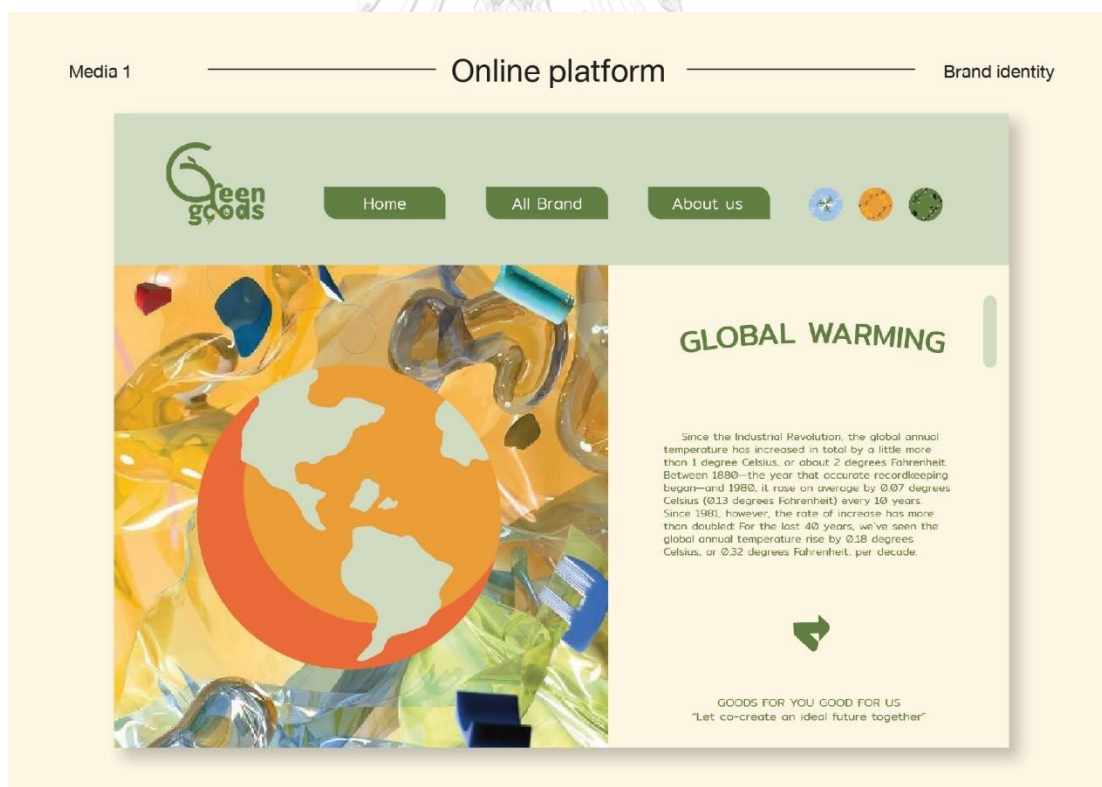 Media 1
Online platform
Brand identity
Green
goods
Home
All Brand
About us
GLOBAL WARMING
Since the Industrial Revolution, the global annual
temperature has increased in total by a little more
than 1 degree Celsius, or about 2 degrees Fahrenheit.
Between 1880—the year that accurate recordkeeping
began—and 1980, it rose on average by 0.07 degrees
Celsius (0.13 degrees Fahrenheit) every 10 years.
Since 1981, however, the rate of increase has more
than doubled: For the last 40 years, we've seen the
global annual temperature rise by 0.18 degrees
Celsius, or 0.32 degrees Fahrenheit, per decade.
GOODS FOR YOU GOOD FOR US
"Let co-create an ideal future together"